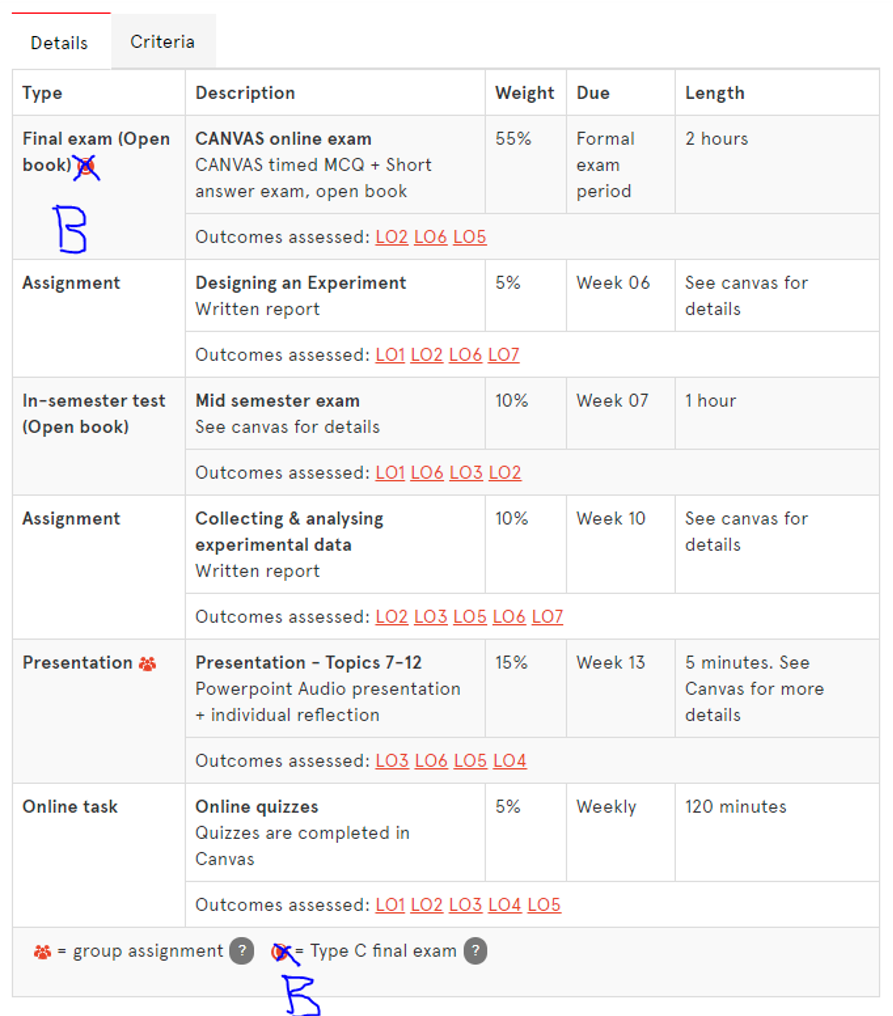 Details Criteria
Type Description Weight Due Length
Final exam (Open
book)
B
CANVAS online exam
CANVAS timed MCQ + Short
answer exam, open book
55%
Formal
exam
period
2 hours
Outcomes assessed: LO2 LO6 LO5
Assignment
Designing an Experiment
Written report
5%
Week 06
See canvas for
details
Outcomes assessed: LO1 LO2 LO6 LO7
In-semester test
(Open book)
Mid semester exam
See canvas for details
10%
Week 07
1 hour
Outcomes assessed: LO1 LO6 LO3 LO2
Assignment
Collecting & analysing
experimental data
Written report
10%
Week 10
See canvas for
details
Outcomes assessed: LO2 LO3 LO5 LO6 LO7
Presentation
Presentation - Topics 7-12
Powerpoint Audio presentation
+ individual reflection
15%
Week 13
5 minutes. See
Canvas for more
details
Outcomes assessed: LO3 LO6 LO5 LO4
Online task
Online quizzes
Quizzes are completed in
Canvas
5%
Weekly
120 minutes
Outcomes assessed: LO1 LO2 LO3 LO4 LO5
= group assignment ? = Type C final exam ?
B